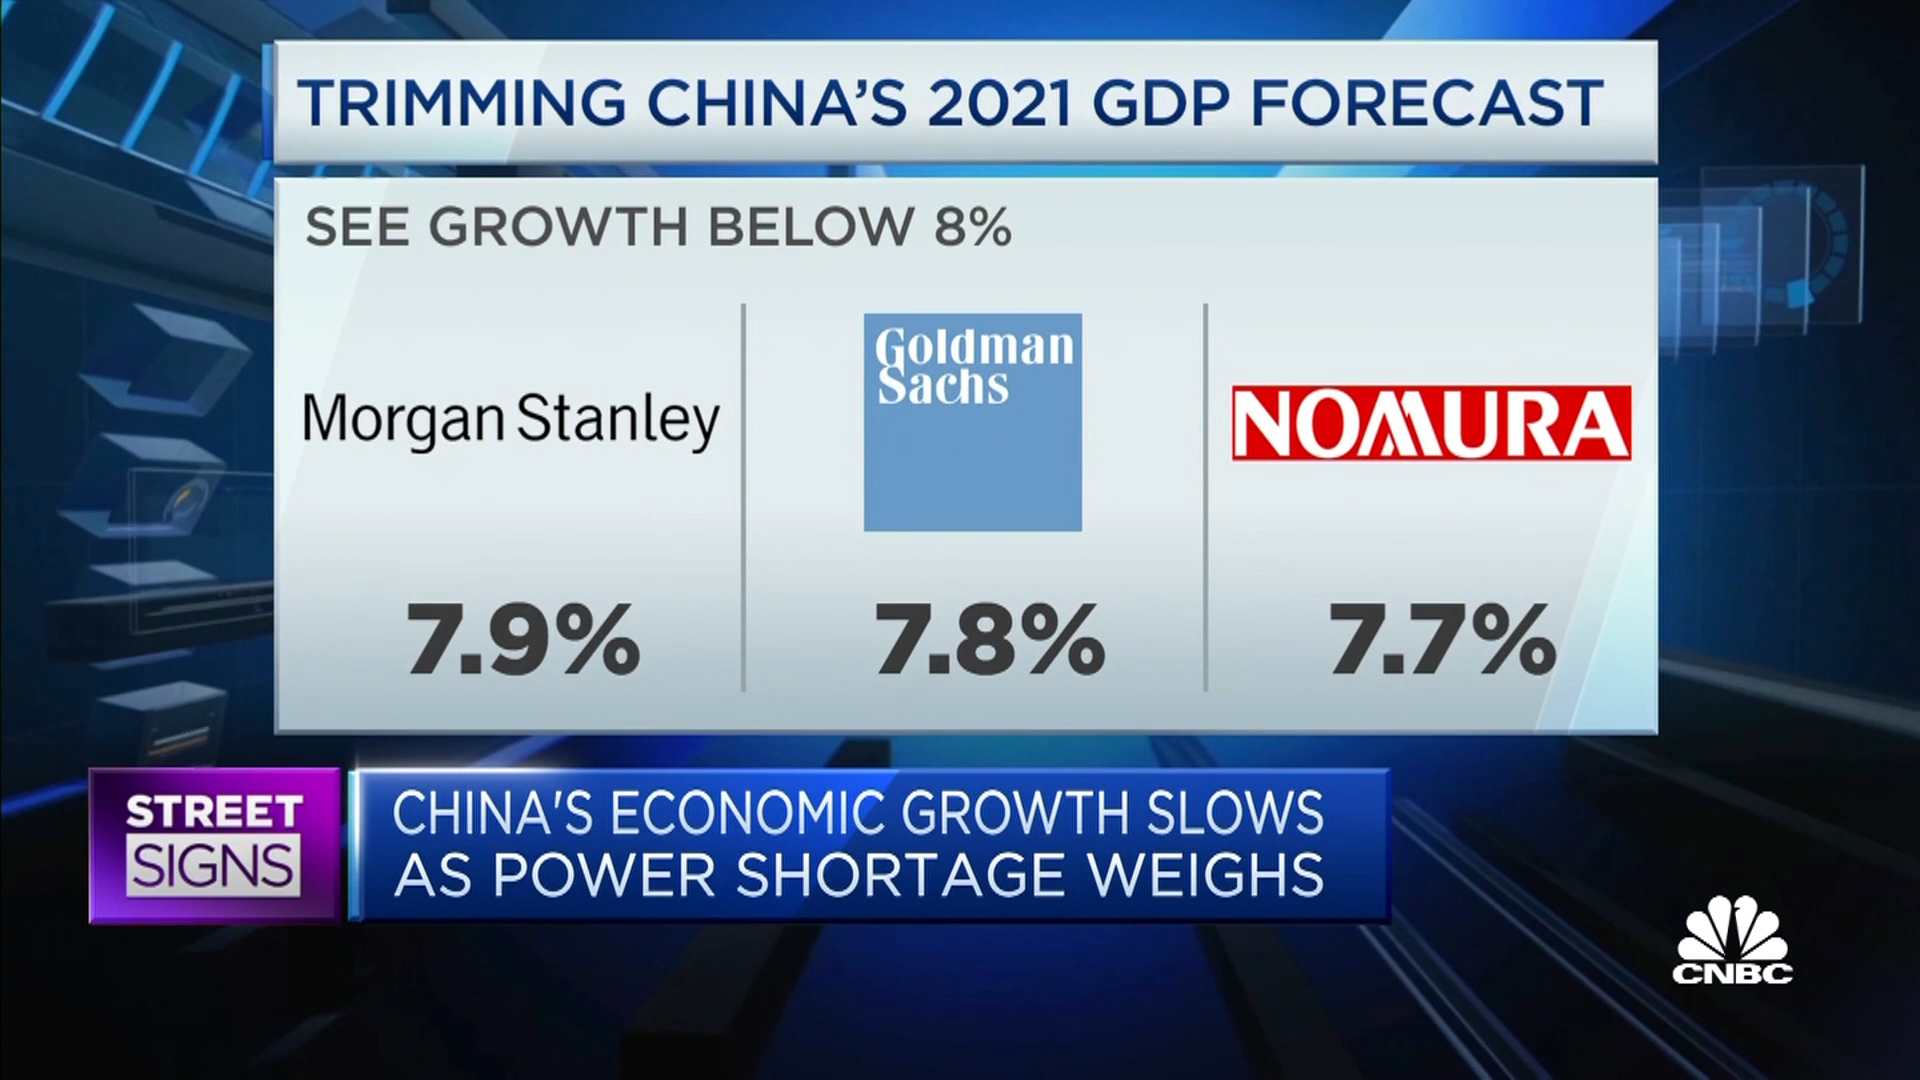 TRIMMING CHINA’S 2021 GDP FORECAST
SEE GROWTH BELOW 8%
Morgan Stanley
Goldman
Sachs
NOMURA
7.9%
7.8%
7.7%
STREET
SIGNS
CHINA'S ECONOMIC GROWTH SLOWS
AS POWER SHORTAGE WEIGHS
CNBC